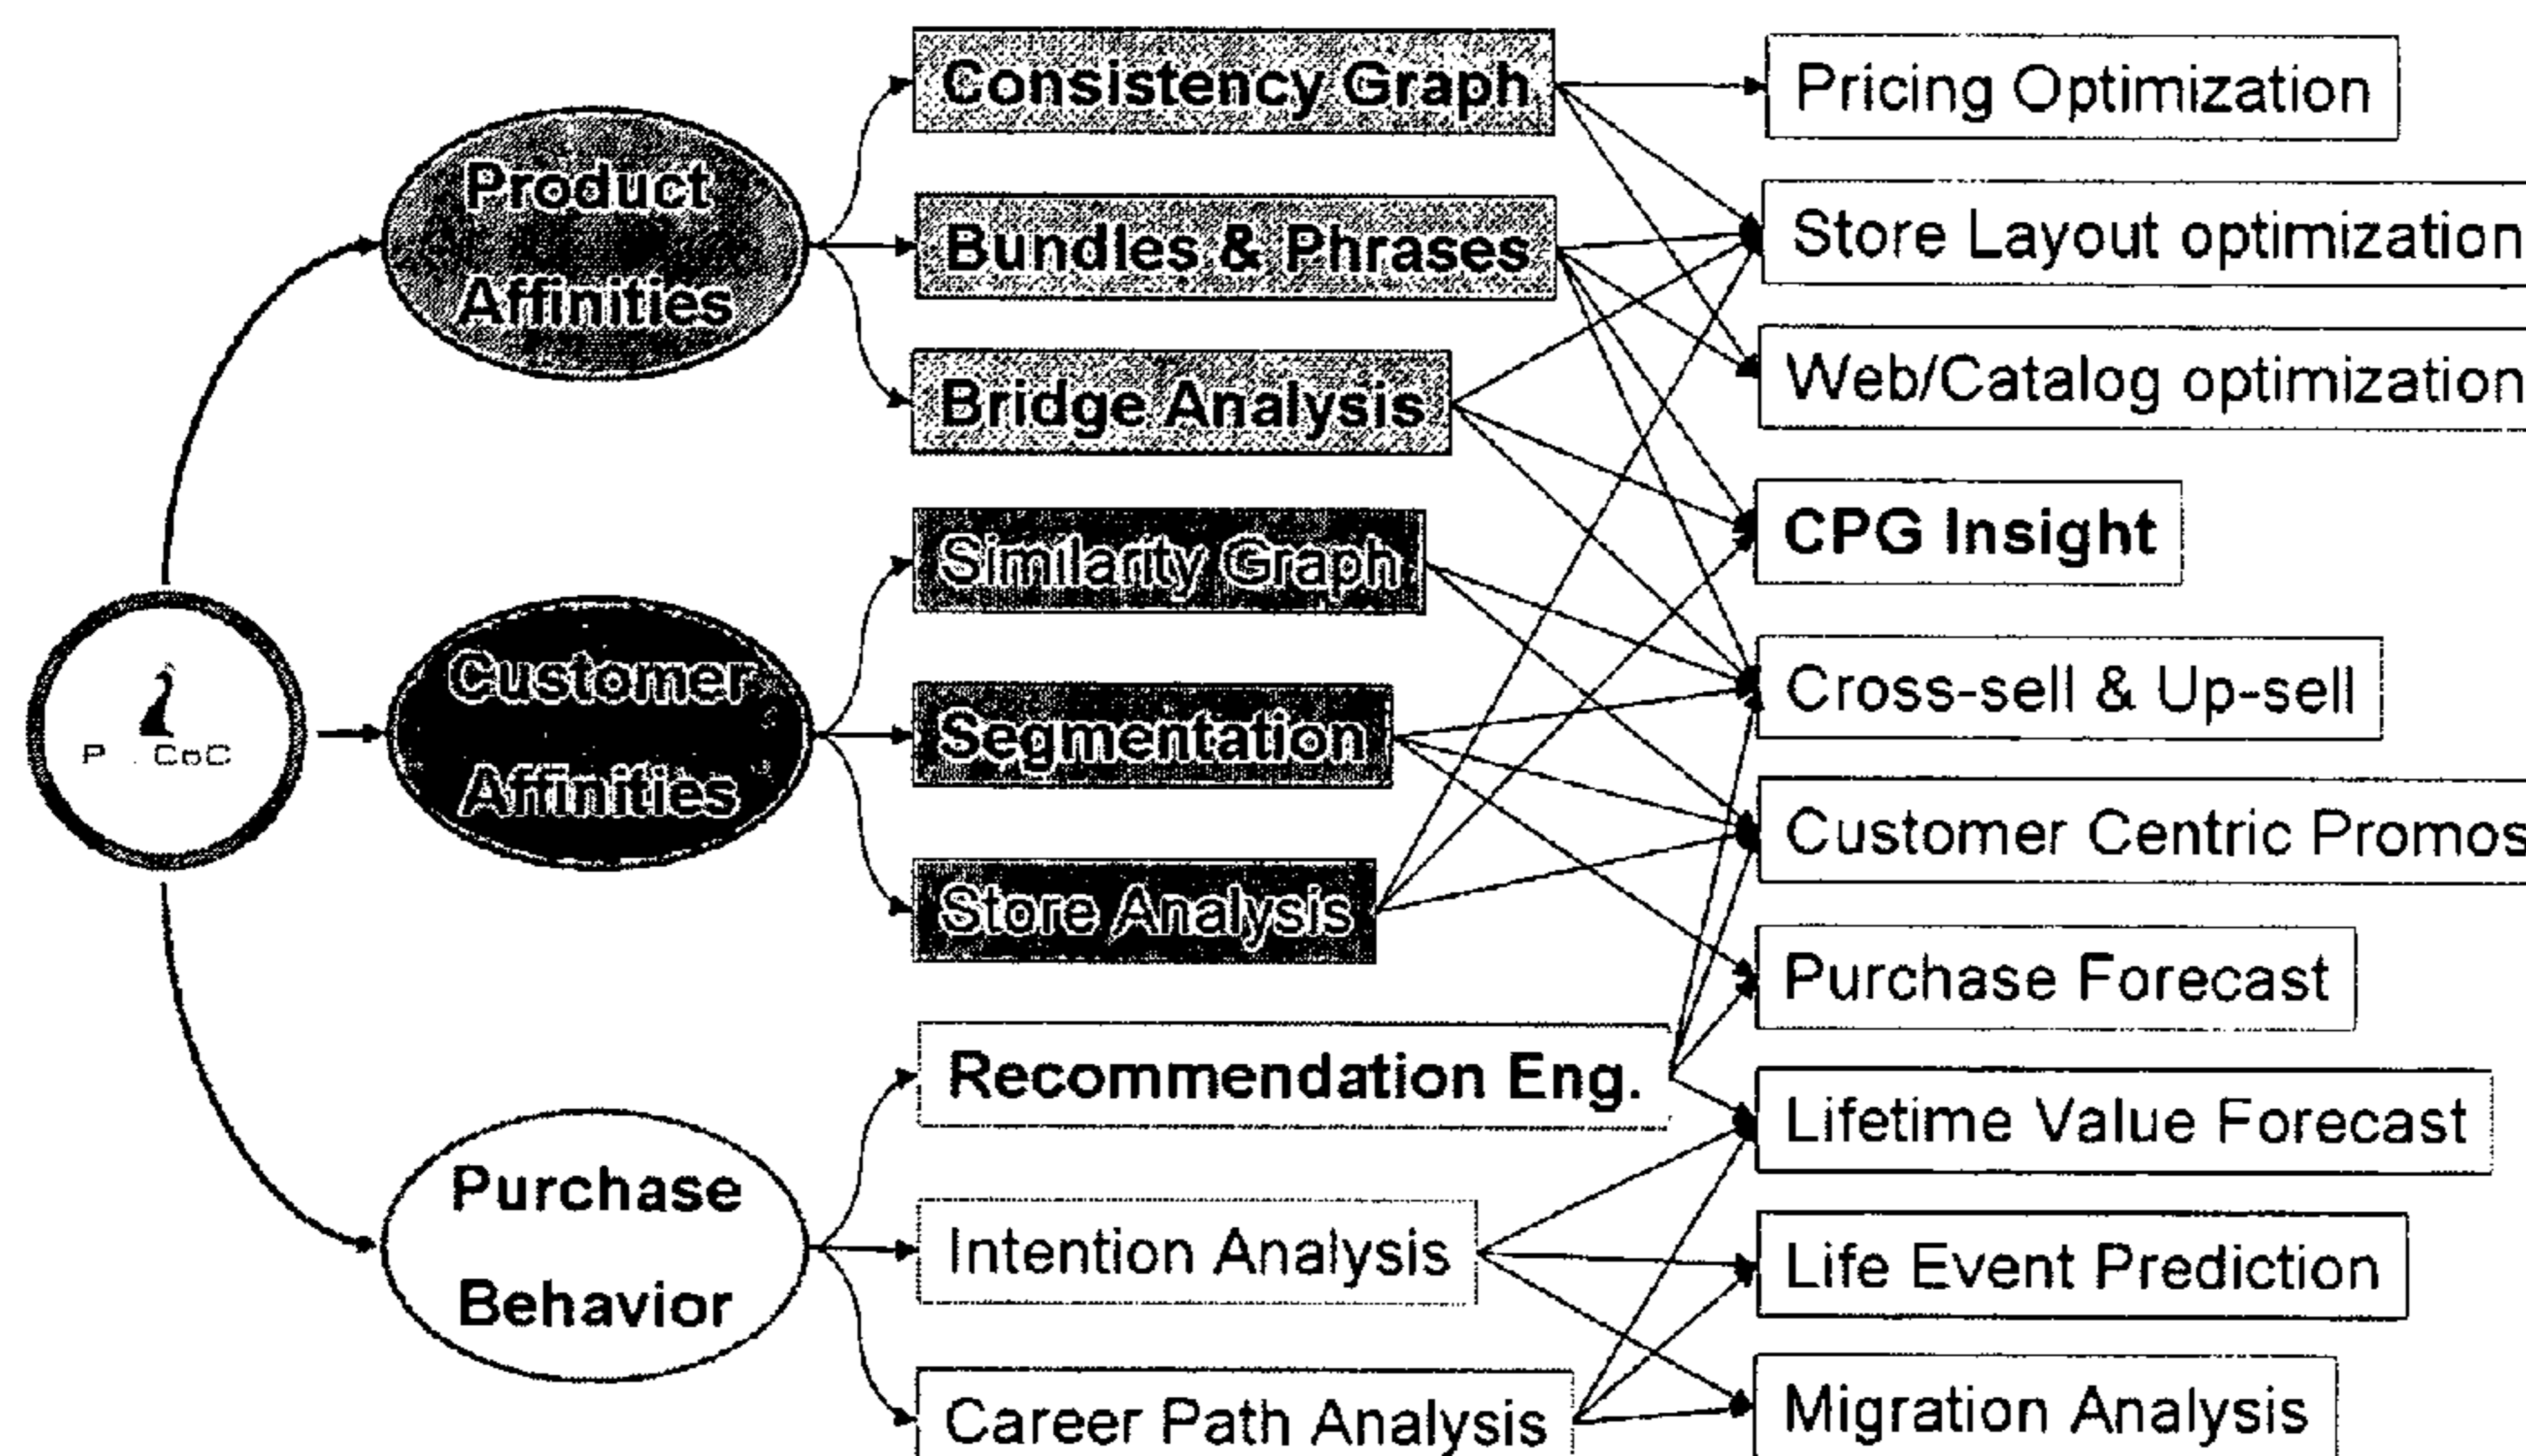 Consistency Graph
Pricing Optimization
Product
Affinities
Bundles & Phrases
Store Layout optimization
Web/Catalog optimization
Bridge Analysis
CPG Insight
Similarity Graph
Customer
Affinities
Cross-sell & Up-sell
Segmentation
Customer Centric Promos
Store Analysis
Purchase Forecast
Recommendation Eng.
Lifetime Value Forecast
Purchase
Behavior
Intention Analysis
Life Event Prediction
Career Path Analysis
Migration Analysis